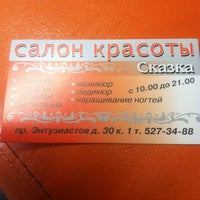 салон красоты
Сказка
• маникюр
• педикюр с 10.00 до 21.00
• наращивание ногтей
пр. Энтузиастов д. 30 к. 1 т. 527-34-88